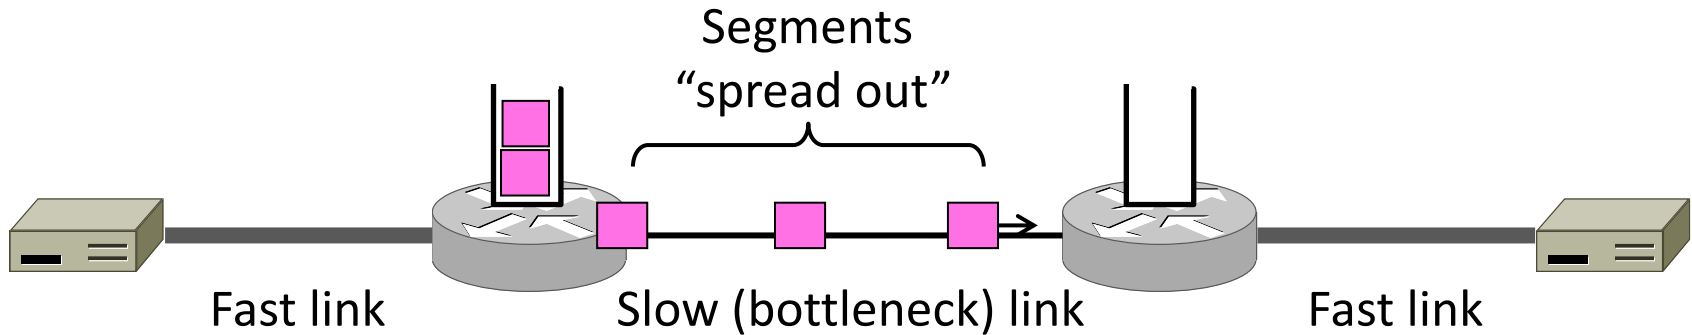 Segments
“spread out”
Fast link
Slow (bottleneck) link
Fast link